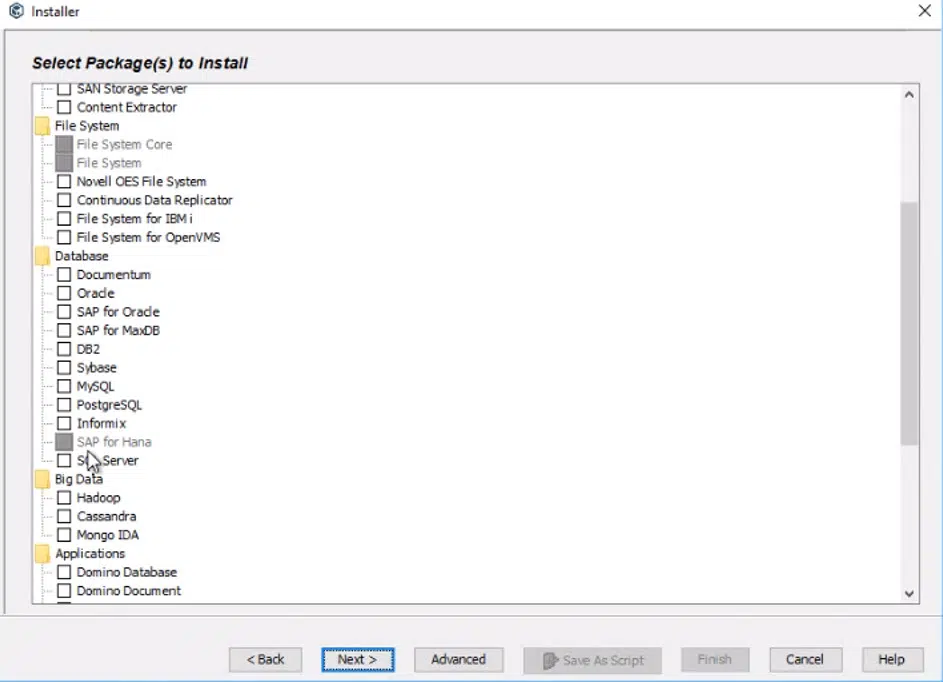 Installer
Select Package(s) to Install
SAN Storage Server
Content Extractor
File System
File System Core
File System
Novell OES File System
Continuous Data Replicator
File System for IBM i
File System for OpenVMS
Database
Documentum
Oracle
SAP for Oracle
SAP for MaxDB
DB2
Sybase
MySQL
PostgreSQL
Informix
SAP for Hana
Server
Big Data
Hadoop
Cassandra
Mongo IDA
Applications
Domino Database
Domino Document
< Back
Next >
Advanced
Save As Script
Finish
Cancel
Help